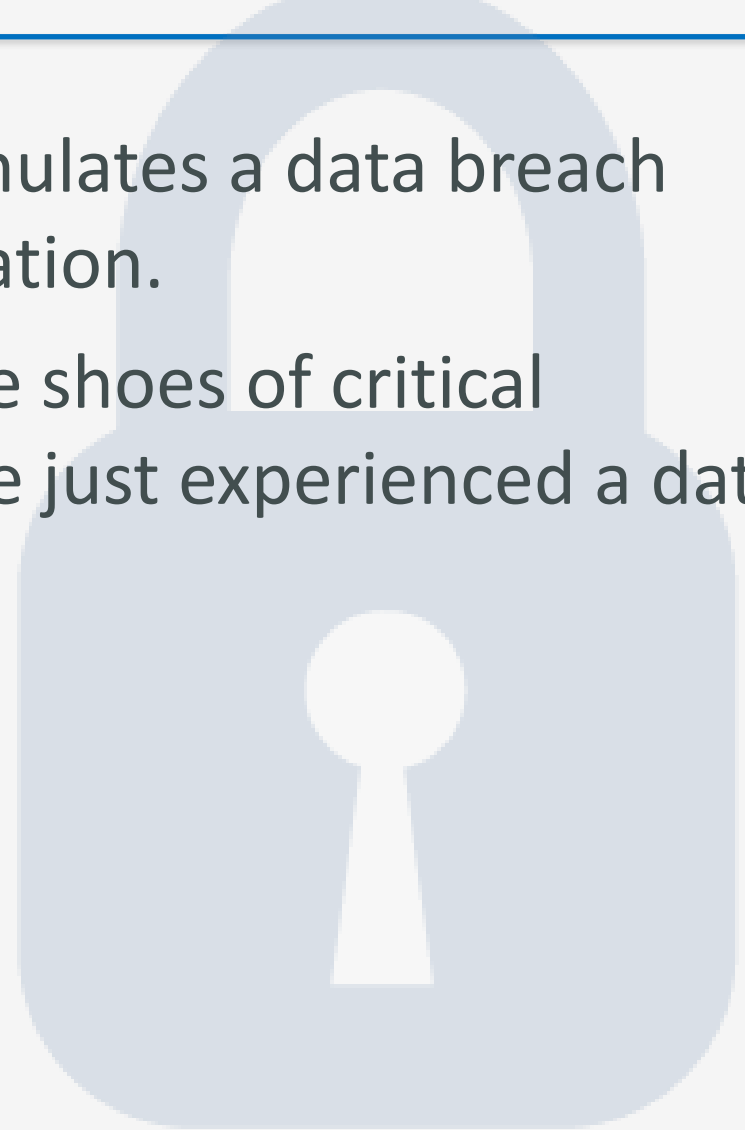 nulates a data breach
ation.
e shoes of critical
e just experienced a dat